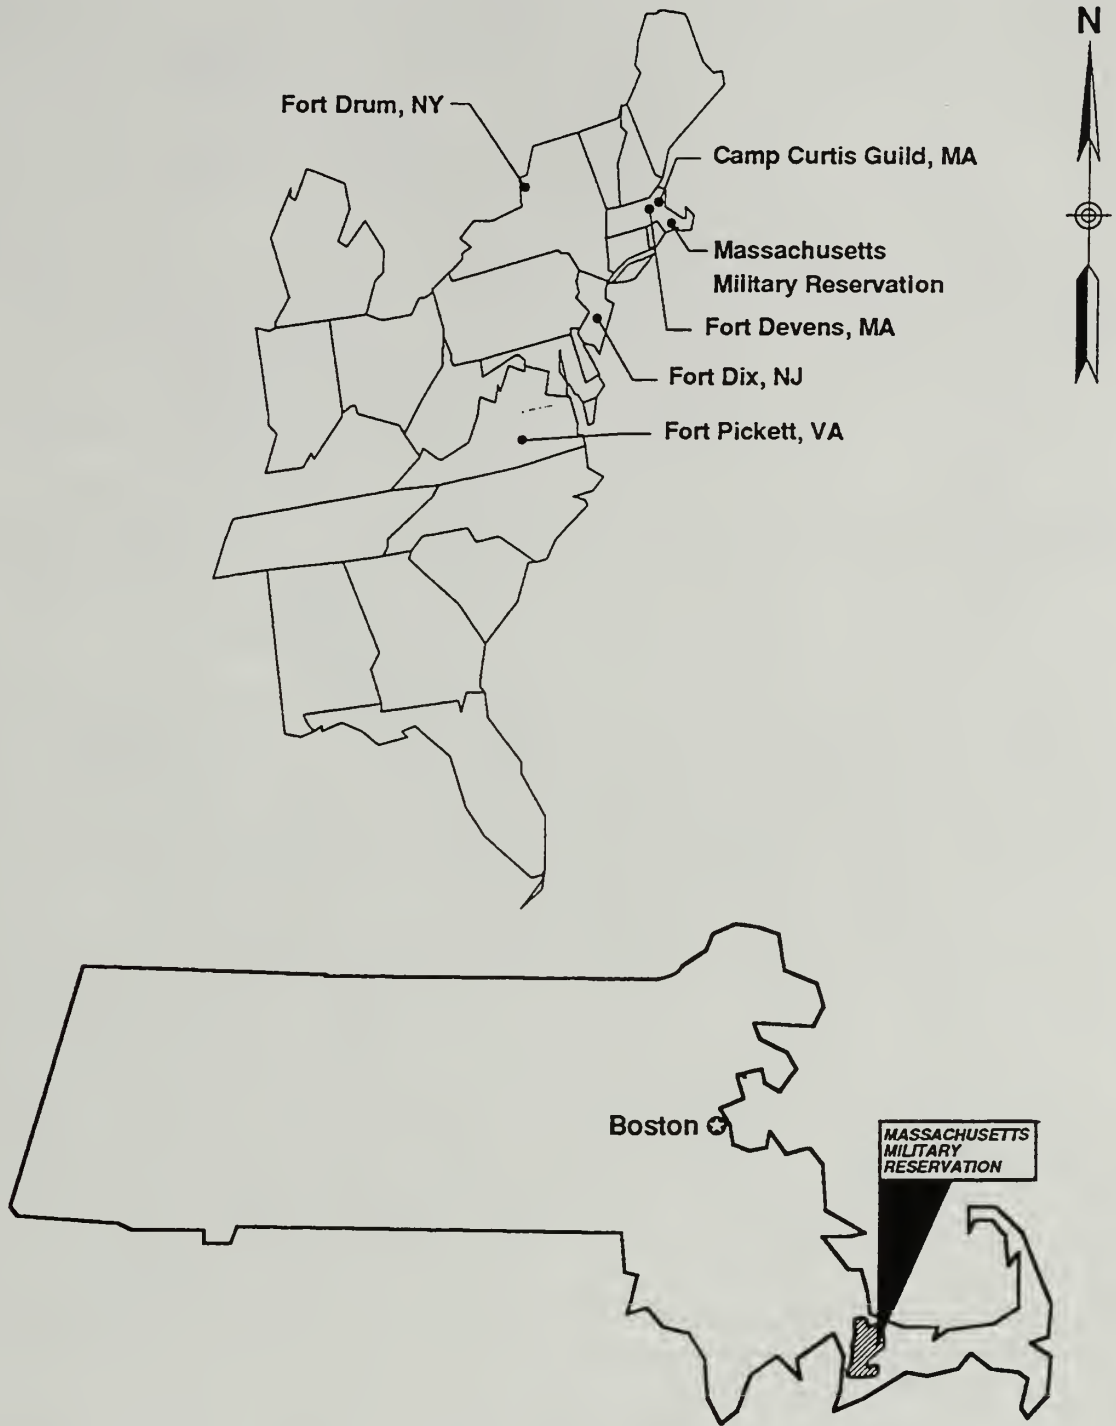 N
Fort Drum, NY
Camp Curtis Guild, MA
Massachusetts
Military Reservation
Fort Devens, MA
Fort Dix, NJ
Fort Pickett, VA
Boston
MASSACHUSETTS
MILITARY
RESERVATION